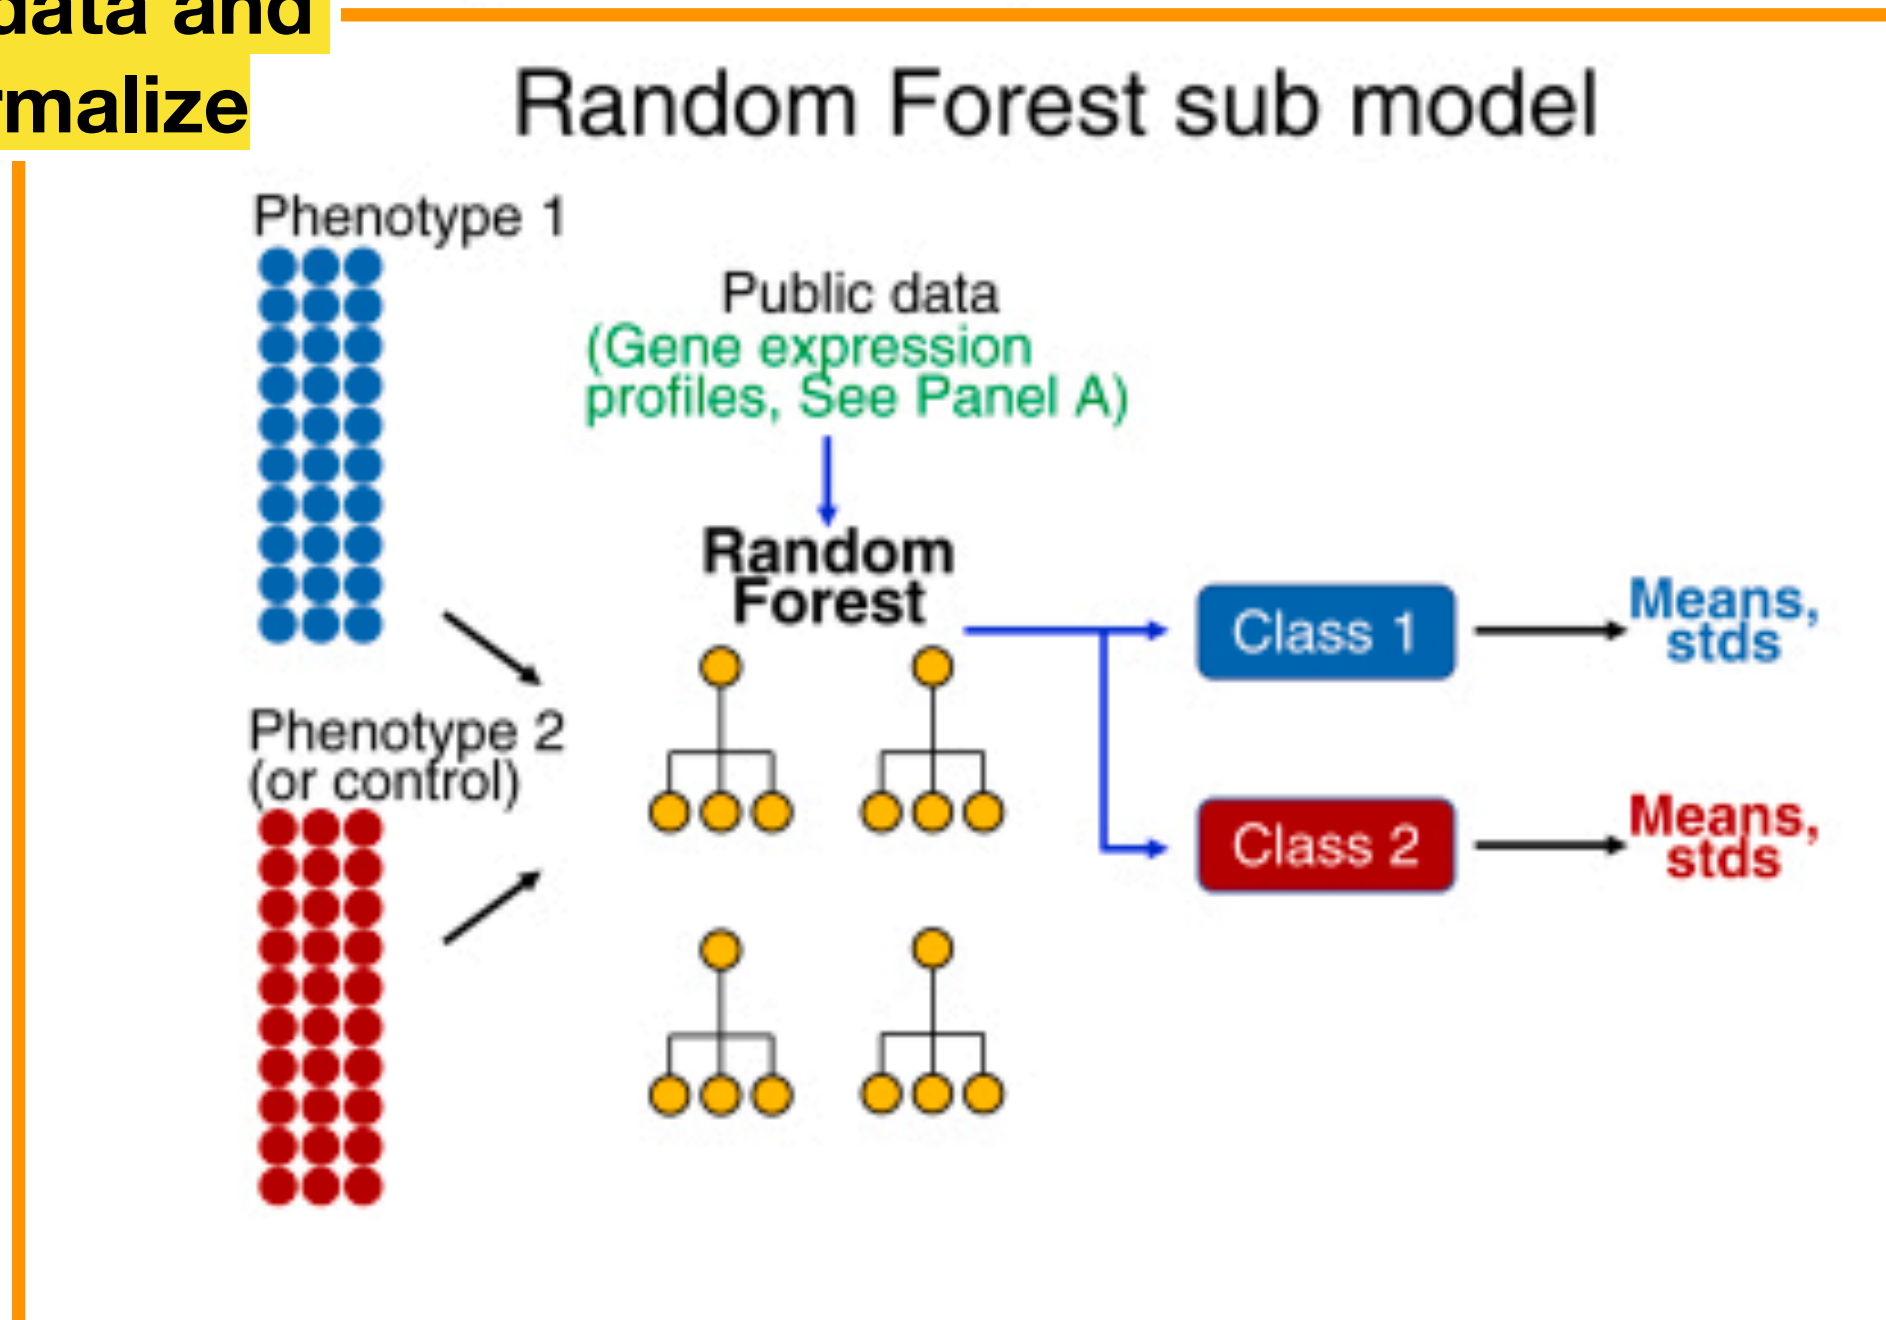 data and
rmalize
Random Forest sub model
Phenotype 1
Public data
(Gene expression
profiles, See Panel A)
Random
Forest
Class 1
Means,
stds
Phenotype 2
(or control)
Class 2
Means,
stds